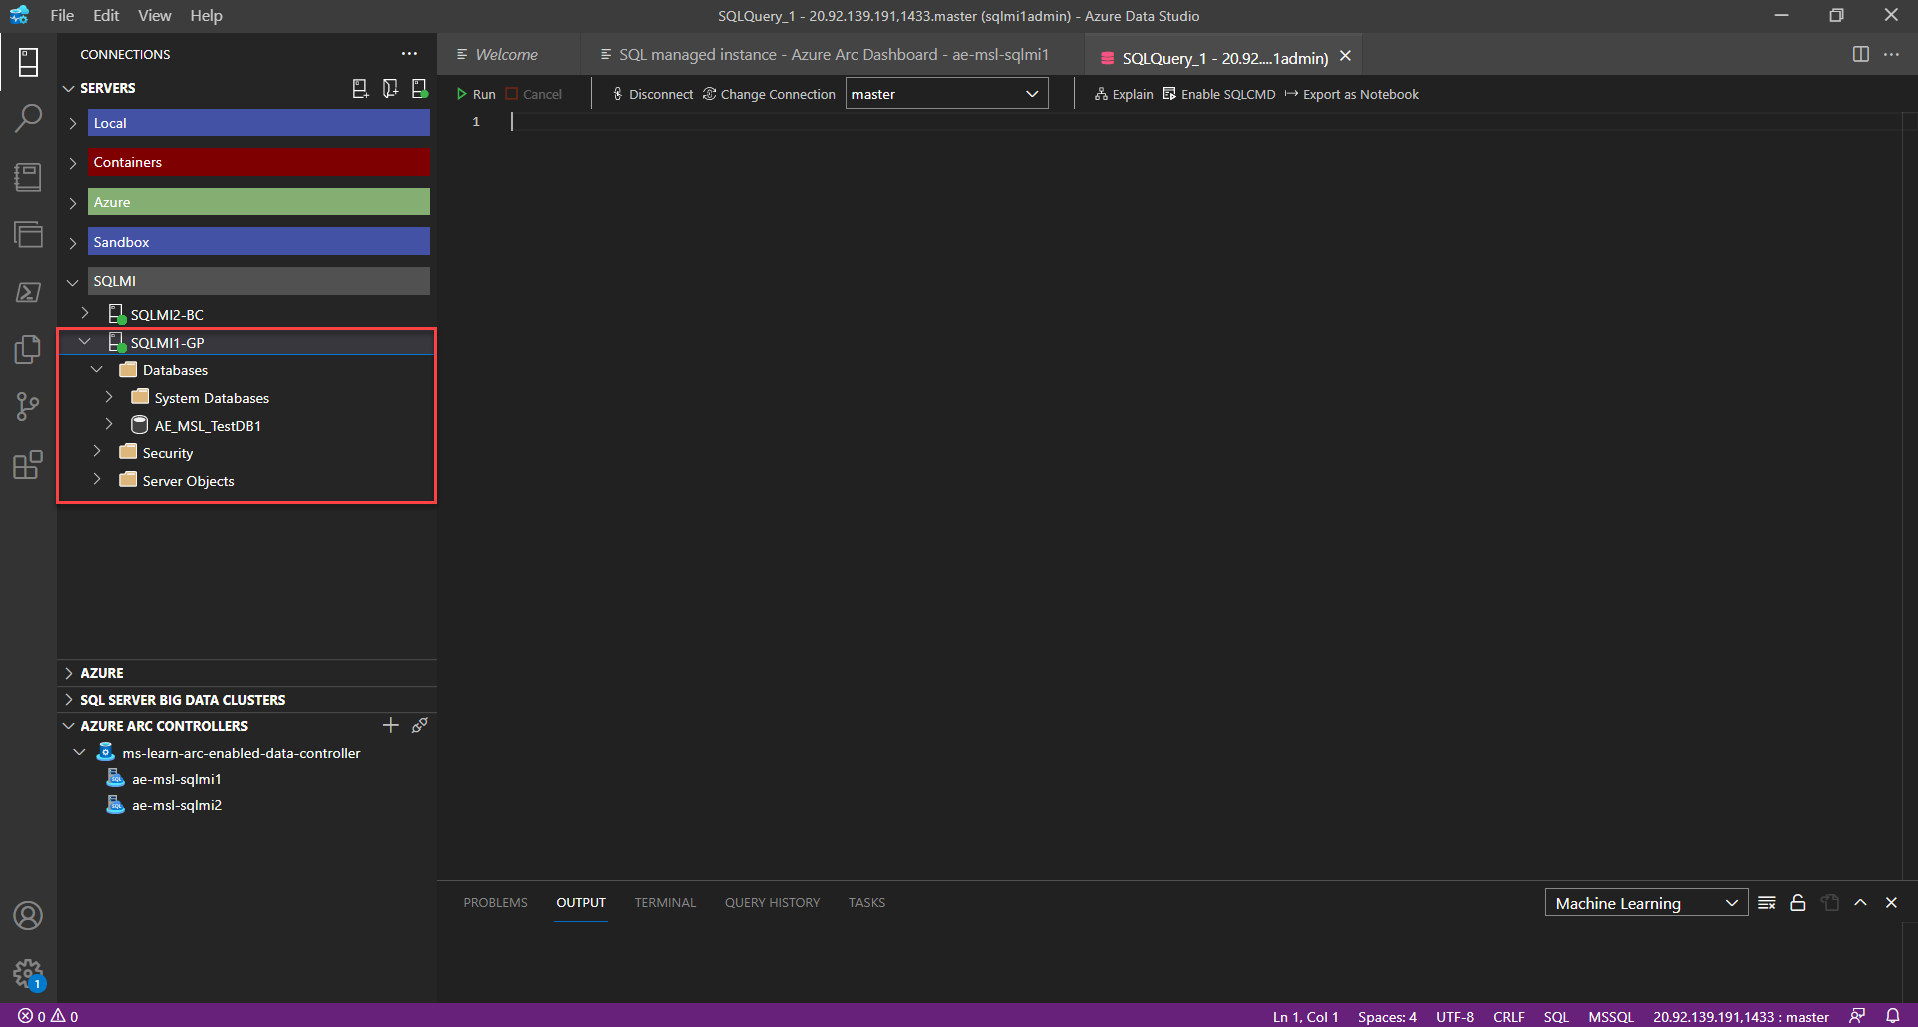 File Edit View Help
SQLQuery_1 - 20.92.139.191,1433.master (sqlmi1admin) - Azure Data Studio
CONNECTIONS
SERVERS
Local
Containers
Azure
Sandbox
SQLMI
SQLMI2-BC
SQLMI1-GP
Databases
System Databases
AE_MSL_TestDB1
Security
Server Objects
AZURE
SQL SERVER BIG DATA CLUSTERS
AZURE ARC CONTROLLERS
ms-learn-arc-enabled-data-controller
ae-msl-sqlmi1
ae-msl-sqlmi2
1
Welcome
SQL managed instance - Azure Arc Dashboard - ae-msl-sqlmi1
SQLQuery_1 - 20.92....1admin)
Run Cancel Disconnect Change Connection master Explain Enable SQLCMD Export as Notebook
1
PROBLEMS OUTPUT TERMINAL QUERY HISTORY TASKS
Machine Learning
0 0
Ln 1, Col 1 Spaces: 4 UTF-8 CRLF SQL MSSQL 20.92.139.191,1433 : master